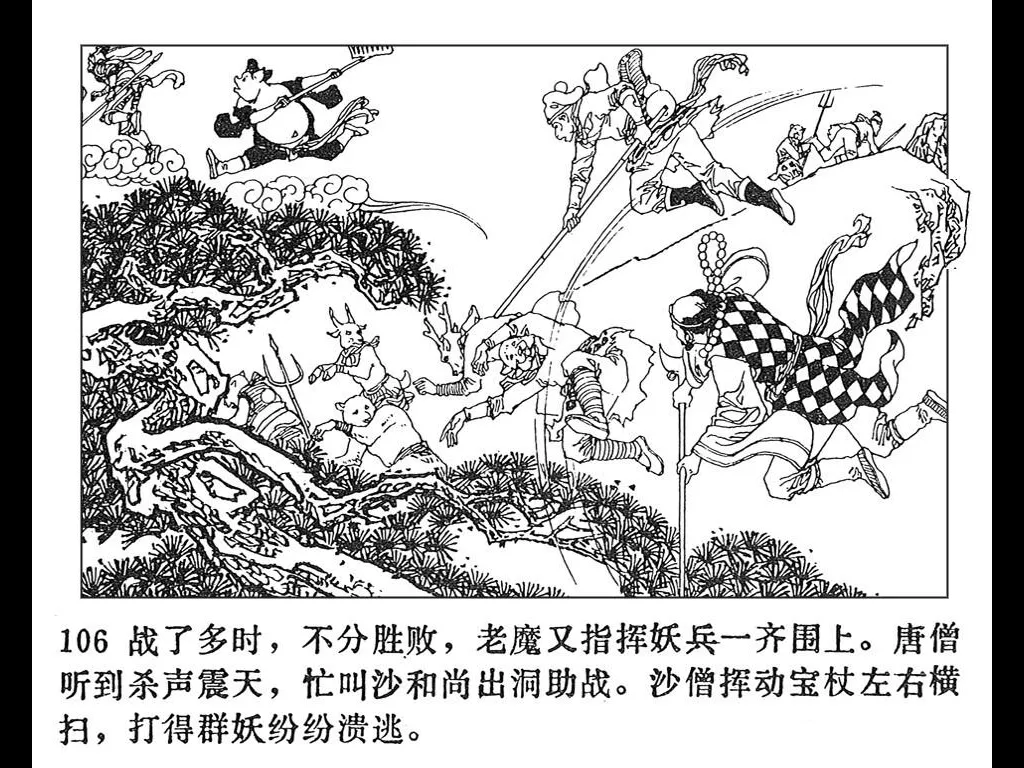 106 战了多时，不分胜败，老魔又指挥妖兵一齐围上。唐僧
听到杀声震天，忙叫沙和尚出洞助战。沙僧挥动宝杖左右横
扫，打得群妖纷纷溃逃。